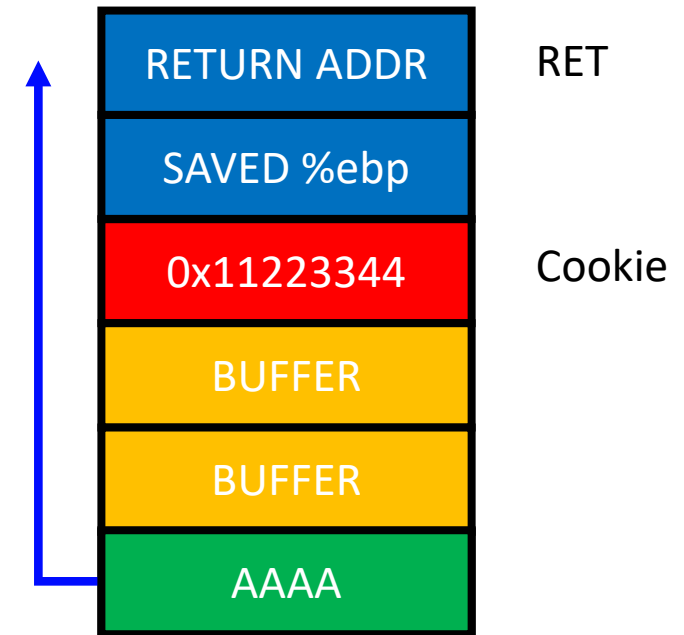 RETURN ADDR RET
SAVED %ebp
0x11223344 Cookie
BUFFER
BUFFER
AAAA